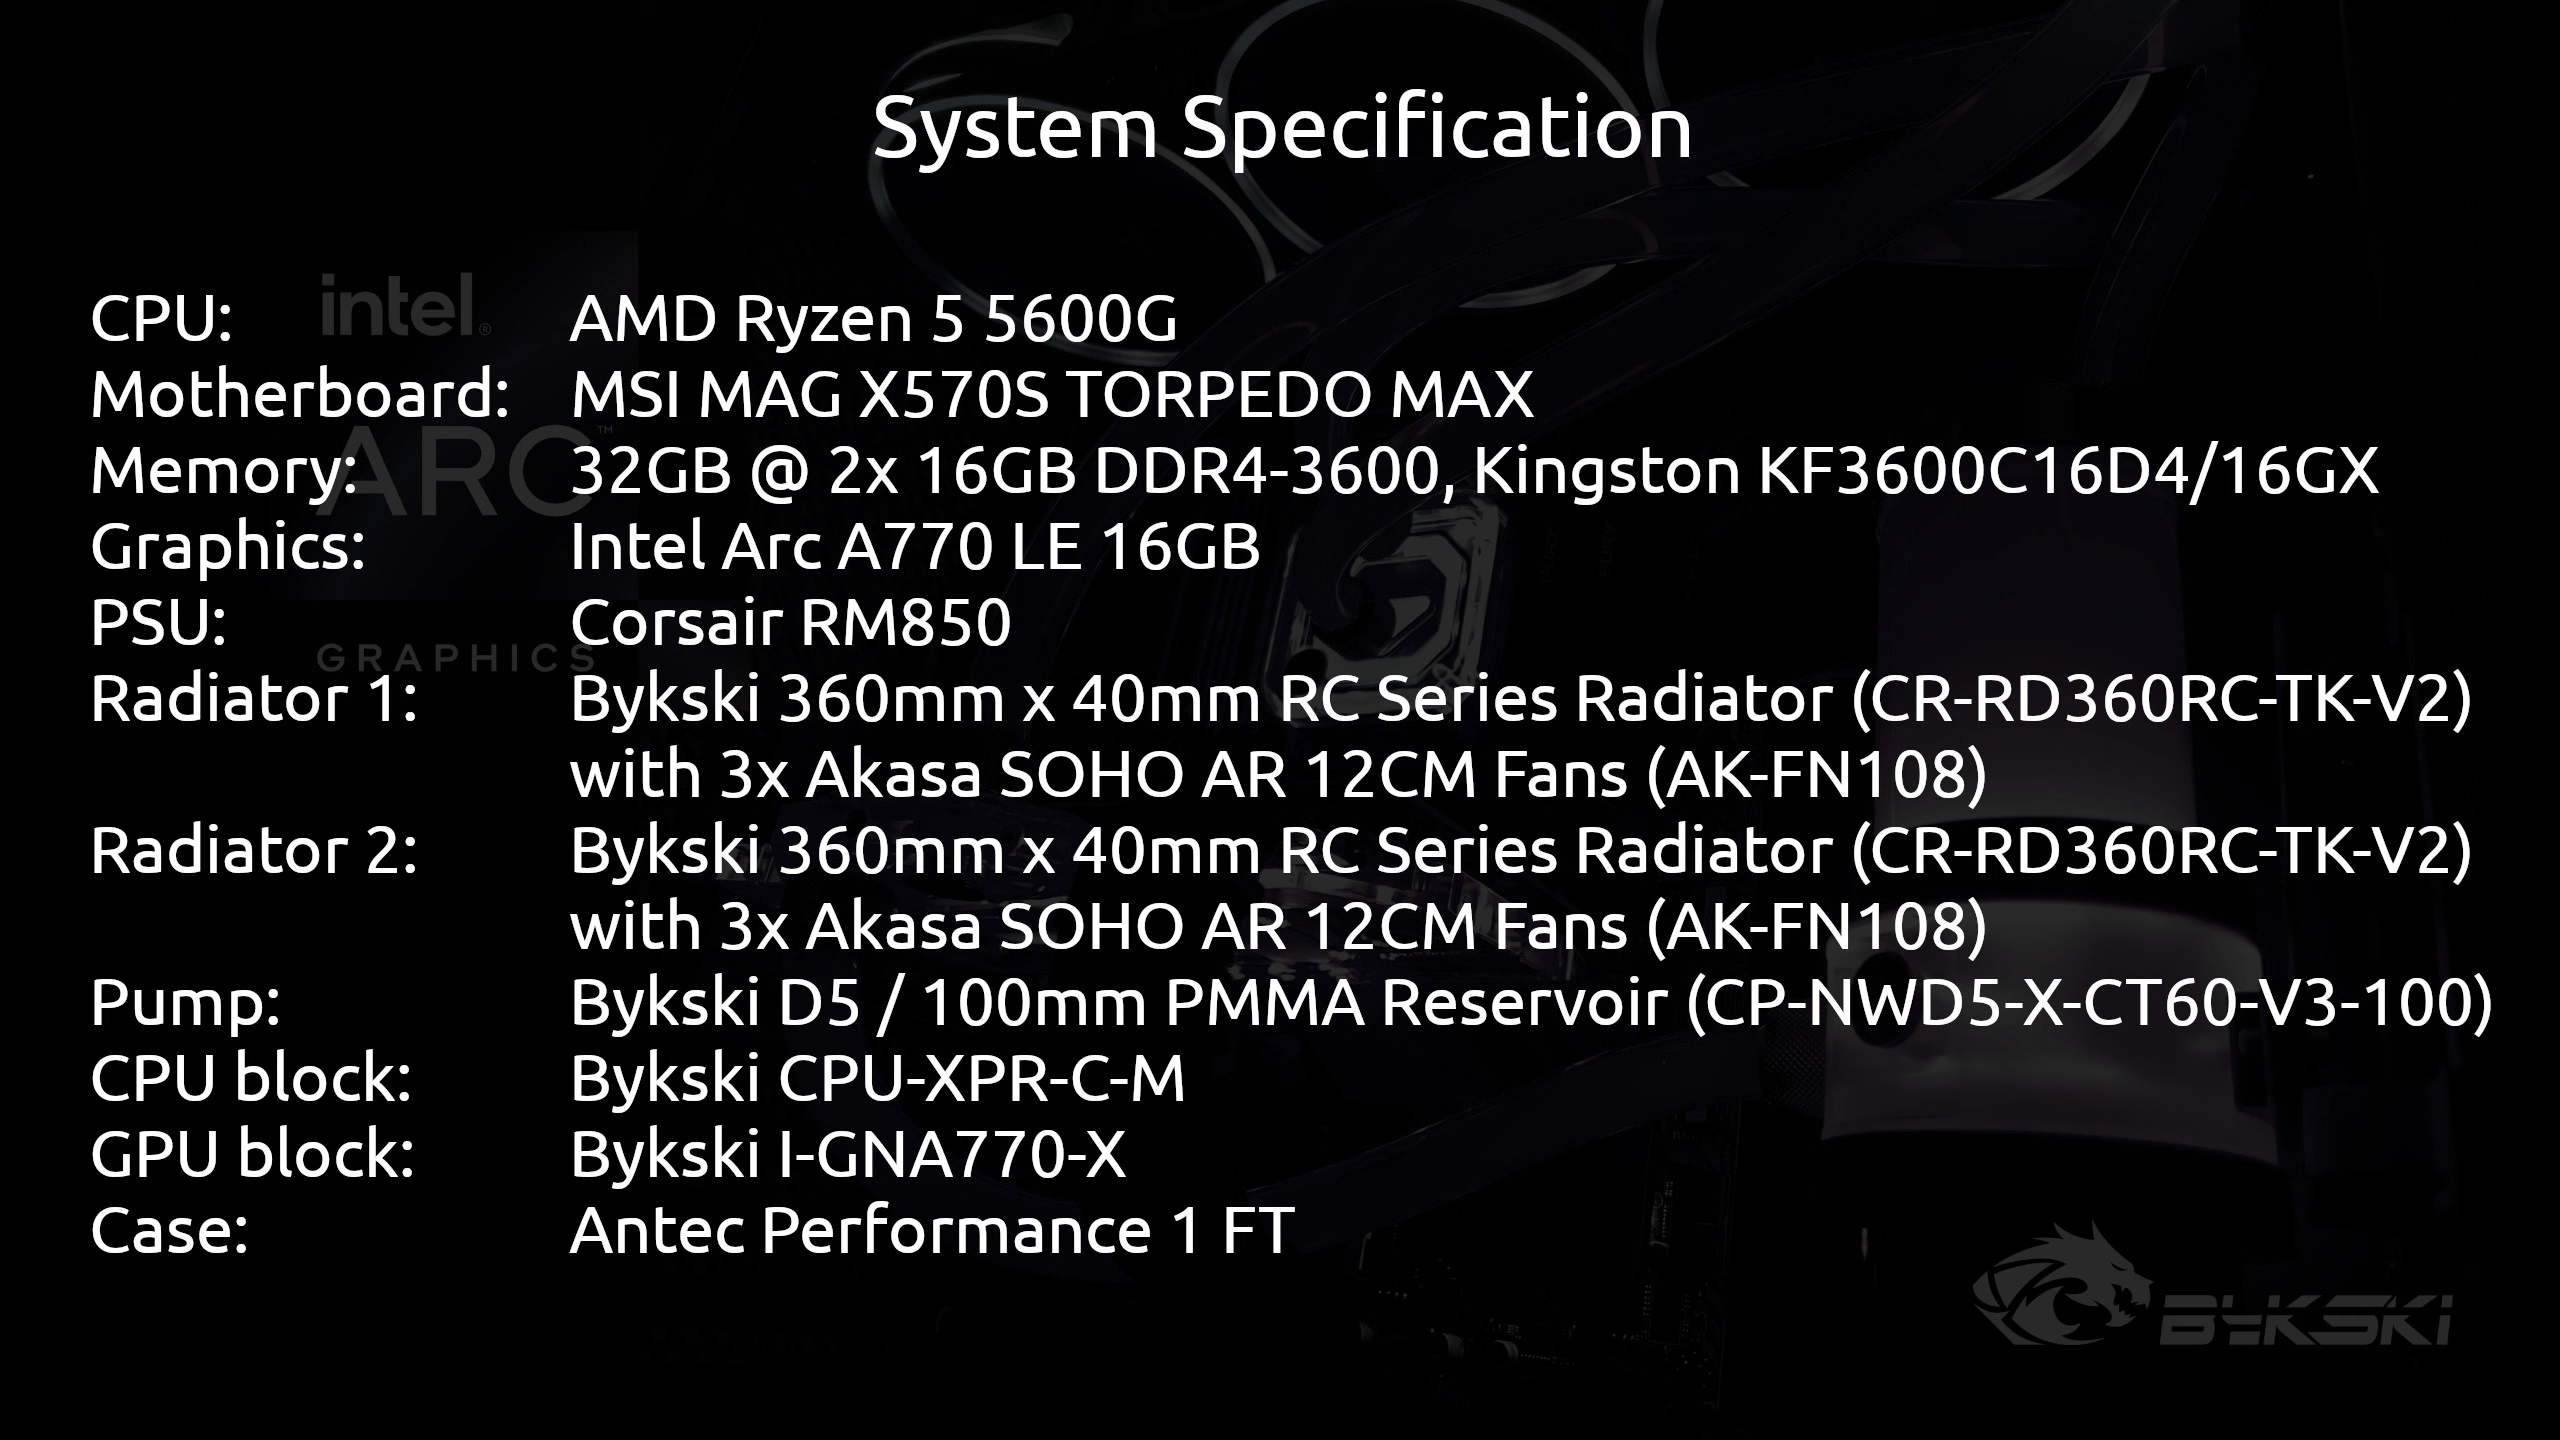 System Specification
intel®
CPU: AMD Ryzen 5 5600G
Motherboard: MSI MAG X570S TORPEDO MAX
ARC™
Memory: 32GB @ 2x 16GB DDR4-3600, Kingston KF3600C16D4/16GX
Graphics: Intel Arc A770 LE 16GB
PSU: Corsair RM850
GRAPHICS
Radiator 1: Bykski 360mm x 40mm RC Series Radiator (CR-RD360RC-TK-V2)
with 3x Akasa SOHO AR 12CM Fans (AK-FN108)
Radiator 2: Bykski 360mm x 40mm RC Series Radiator (CR-RD360RC-TK-V2)
with 3x Akasa SOHO AR 12CM Fans (AK-FN108)
Pump: Bykski D5 / 100mm PMMA Reservoir (CP-NWD5-X-CT60-V3-100)
CPU block: Bykski CPU-XPR-C-M
GPU block: Bykski I-GNA770-X
Case: Antec Performance 1 FT
BYKSKI